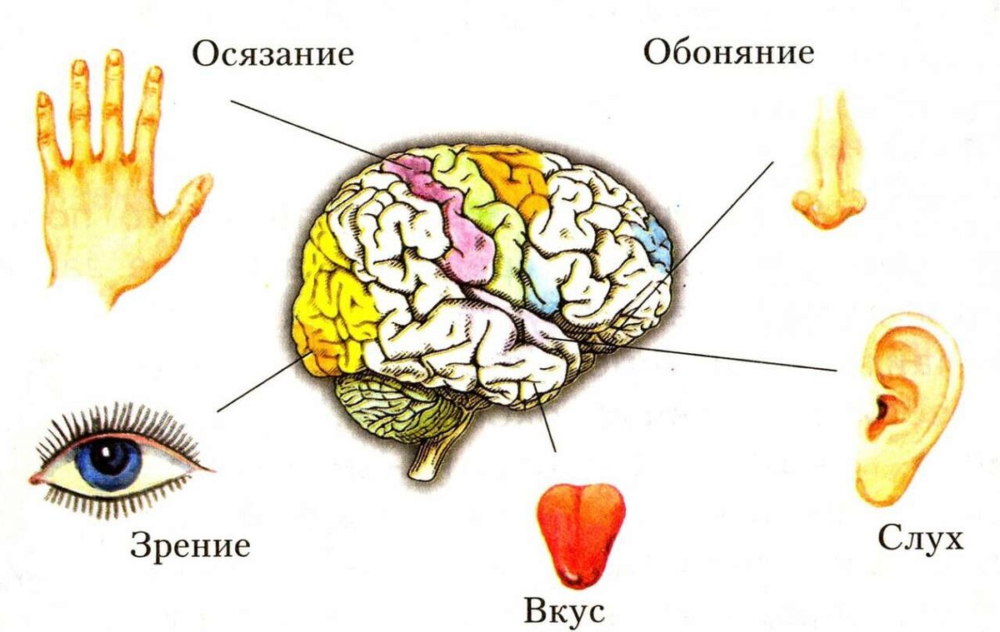 Осязание
Обоняние
Зрение
Слух
Вкус